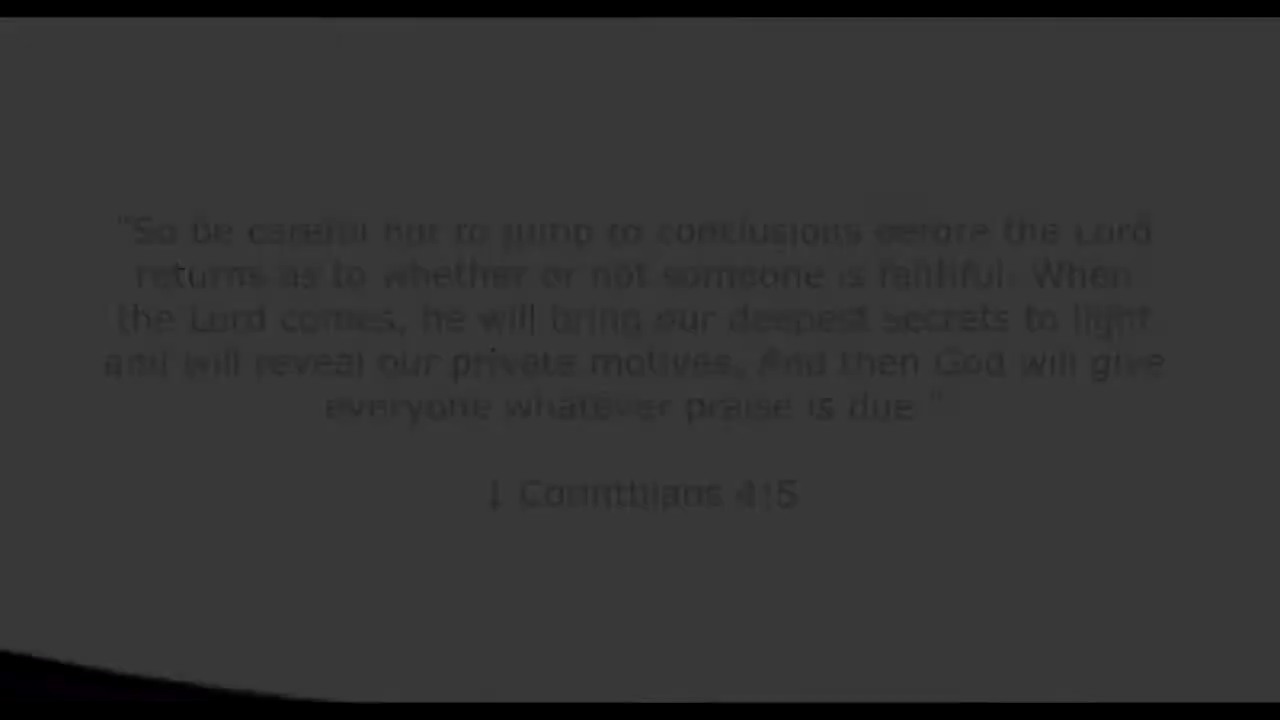 "So be careful not to jump to conclusions before the Lord
returns as to whether or not someone is faithful. When
the Lord comes, he will bring our deepest secrets to light
and will reveal our private motives. And then God will give
everyone whatever praise is due."
1 Corinthians 4:5